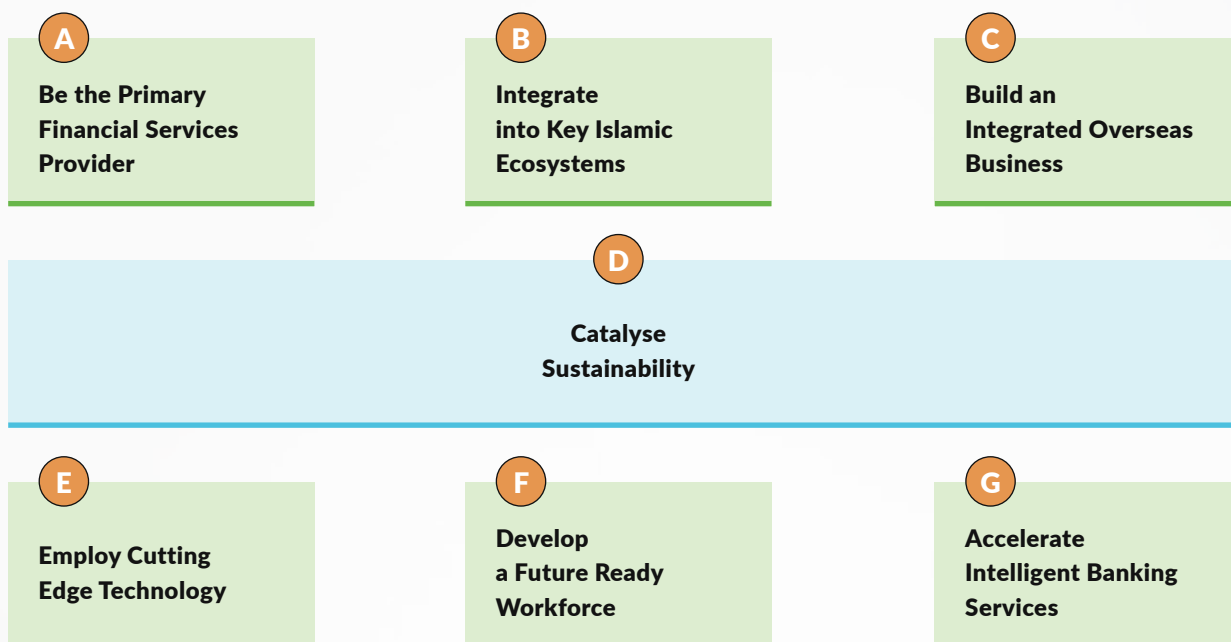 A
Be the Primary
Financial Services
Provider
B
Integrate
into Key Islamic
Ecosystems
C
Build an
Integrated Overseas
Business
D
Catalyse
Sustainability
E
Employ Cutting
Edge Technology
F
Develop
a Future Ready
Workforce
G
Accelerate
Intelligent Banking
Services